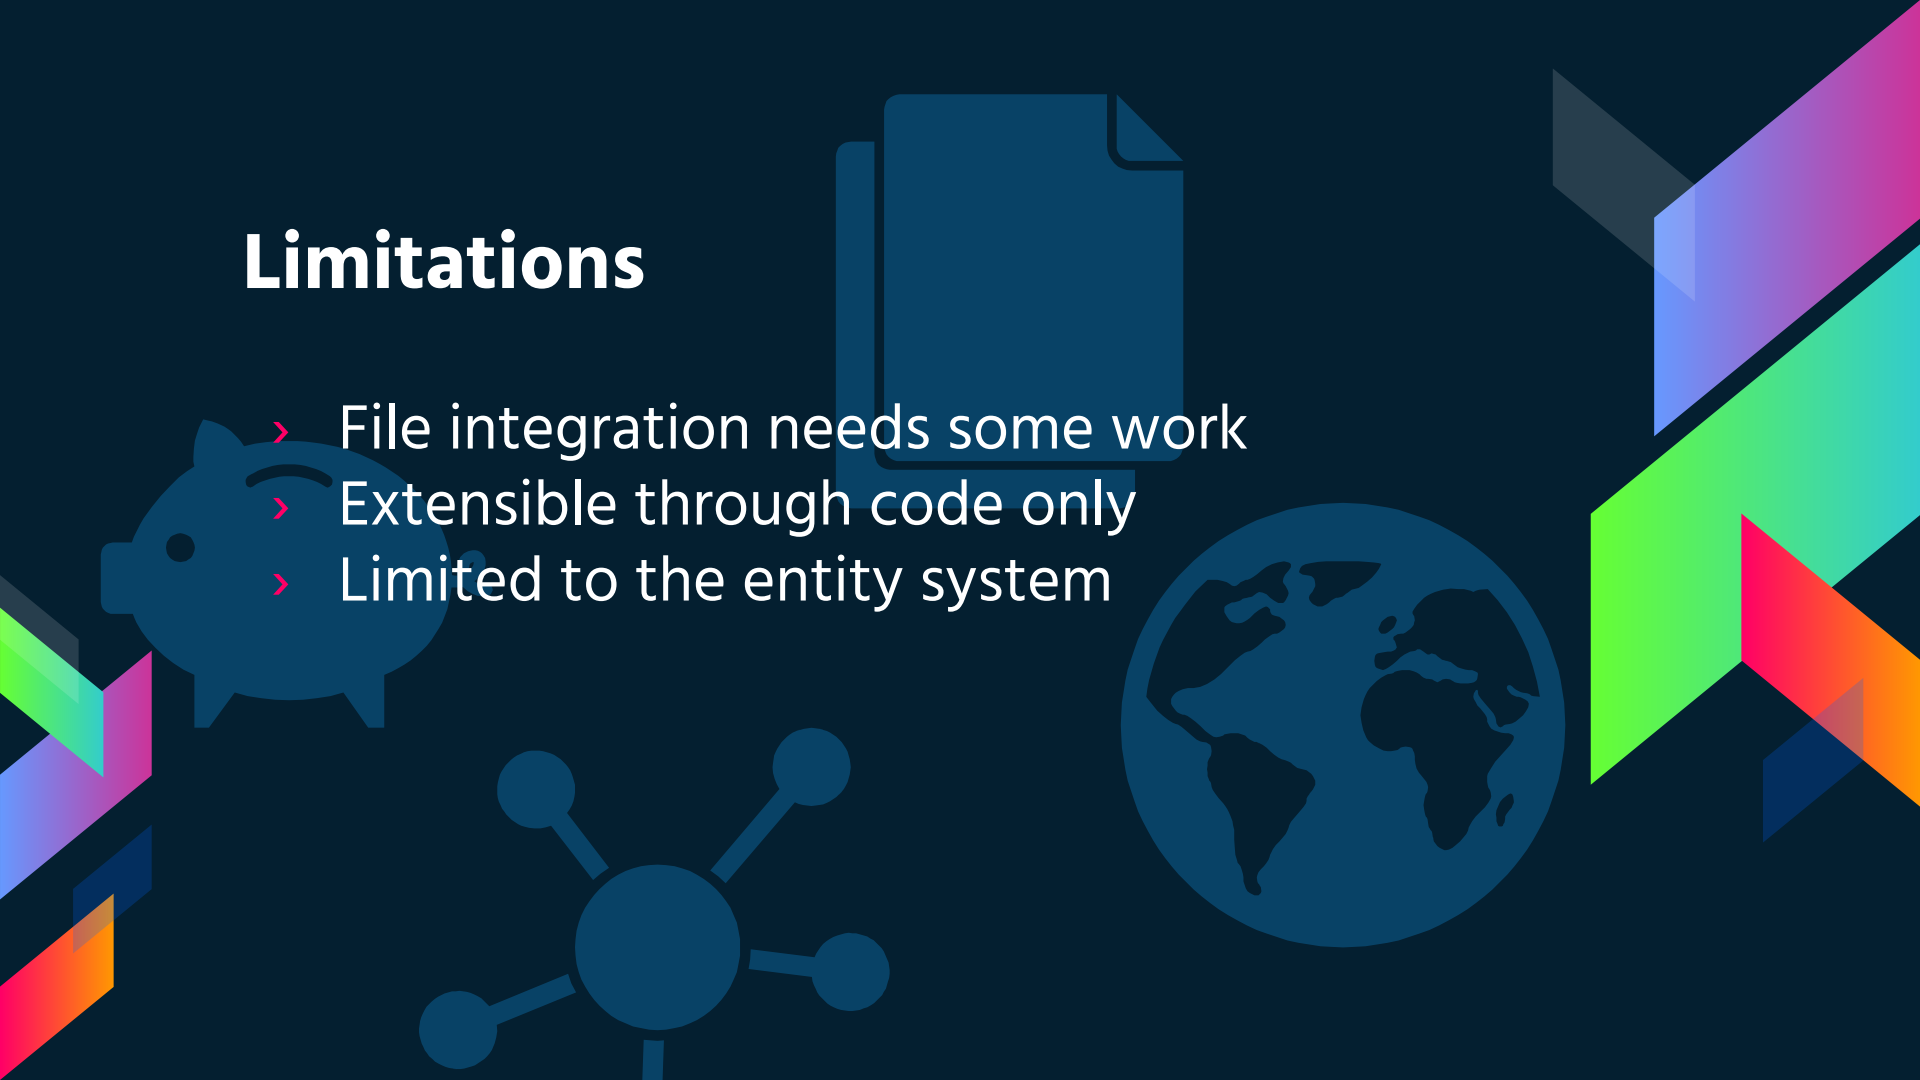 Limitations
› File integration needs some work
› Extensible through code only
› Limited to the entity system